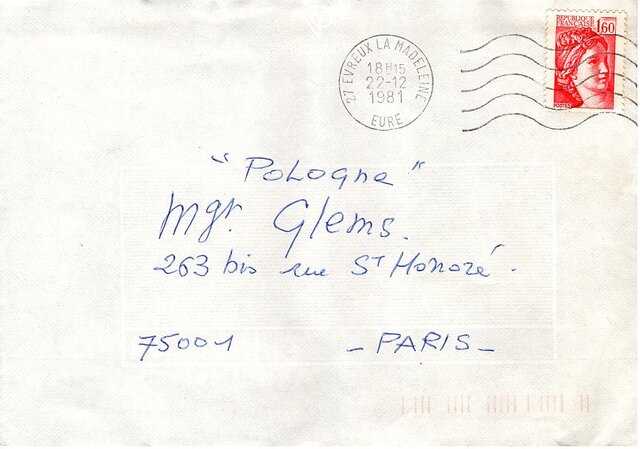 REPUBLIQUE
FRANÇAISE 1,60
POSTES
27 EVREUX LA MADELEINE
18H15
22-12
1981
EURE
"Pologne"
Mgr. Glems.
263 bis rue ST Honoré.
75001 - PARIS -